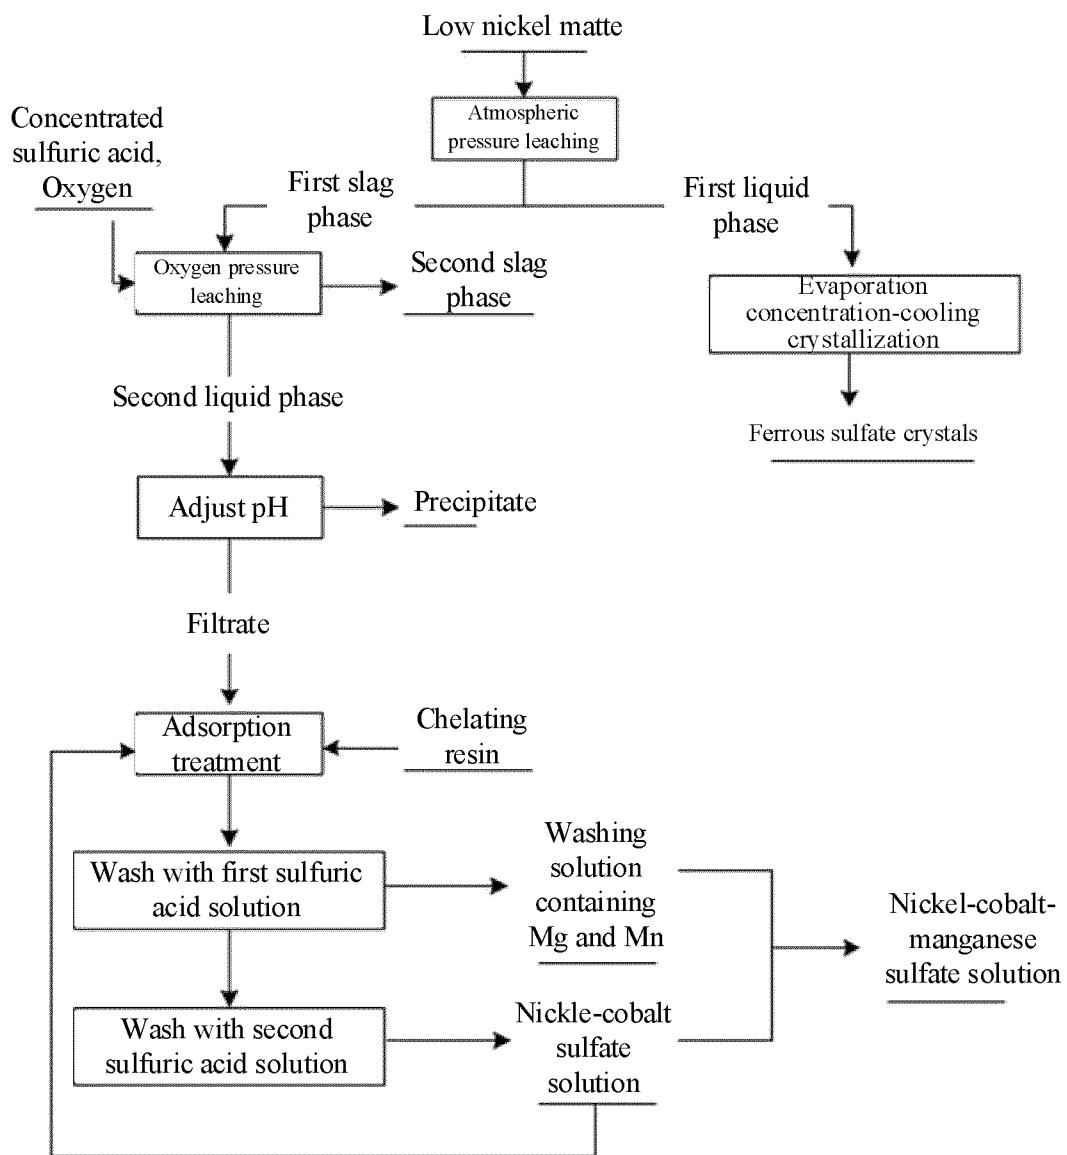 Low nickel matte
Atmospheric
pressure leaching
Concentrated
sulfuric acid,
Oxygen
First slag
phase
First liquid
phase
Oxygen pressure
leaching
Second slag
phase
Evaporation
concentration-cooling
crystallization
Second liquid phase
Ferrous sulfate crystals
Adjust pH
Precipitate
Filtrate
Adsorption
treatment
Chelating
resin
Wash with first sulfuric
acid solution
Washing
solution
containing
Mg and Mn
Nickel-cobalt-
manganese
sulfate solution
Wash with second
sulfuric acid solution
Nickle-cobalt
sulfate
solution